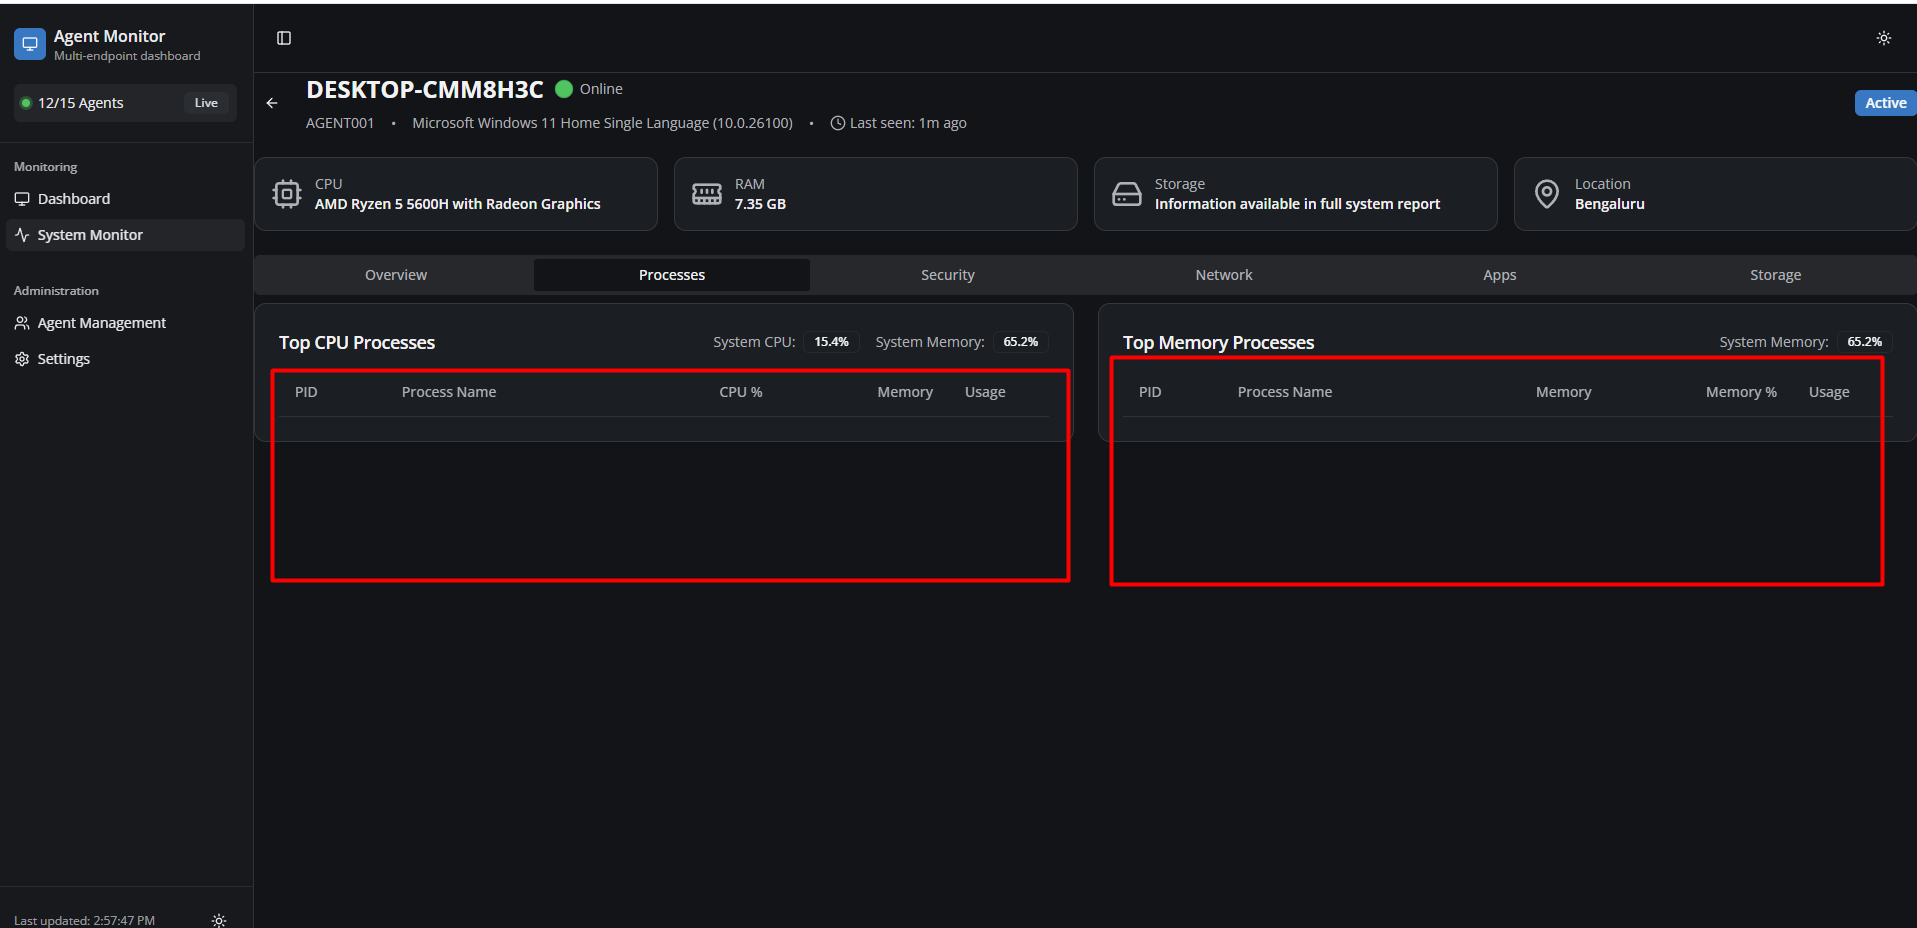 Agent Monitor
Multi-endpoint dashboard
12/15 Agents Live
Monitoring
Dashboard
System Monitor
Administration
Agent Management
Settings
Last updated: 2:57:47 PM
DESKTOP-CMM8H3C Online
AGENT001 • Microsoft Windows 11 Home Single Language (10.0.26100) • Last seen: 1m ago
Active
CPU
AMD Ryzen 5 5600H with Radeon Graphics
RAM
7.35 GB
Storage
Information available in full system report
Location
Bengaluru
Overview Processes Security Network Apps Storage
Top CPU Processes System CPU: 15.4% System Memory: 65.2%
PID Process Name CPU % Memory Usage
Top Memory Processes System Memory: 65.2%
PID Process Name Memory Memory % Usage